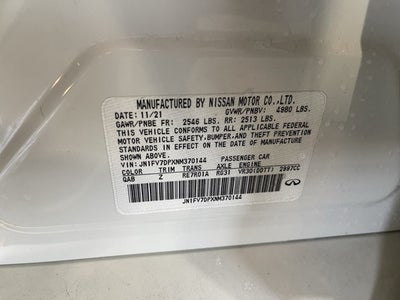 MANUFACTURED BY NISSAN MOTOR CO.,LTD.
DATE: 11/21 GVWR/PNBV: 4980 LBS.
GAWR/PNBE FR: 2546 LBS. RR: 2513 LBS.
THIS VEHICLE CONFORMS TO ALL APPLICABLE FEDERAL
MOTOR VEHICLE SAFETY, BUMPER, AND THEFT PREVENTION
STANDARDS IN EFFECT ON THE DATE OF MANUFACTURE
SHOWN ABOVE.
VIN: JN1FV7DPXNM370144 PASSENGER CAR
COLOR TRIM TRANS AXLE ENGINE
QAB Z RE7R01A RG31 VR30(DDTT) 2997CC
JN1FV7DPXNM370144